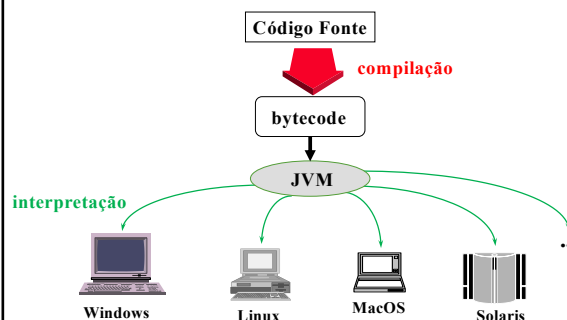 Código Fonte
compilação
bytecode
JVM
interpretação
..
Windows
Linux
MacOS
Solaris